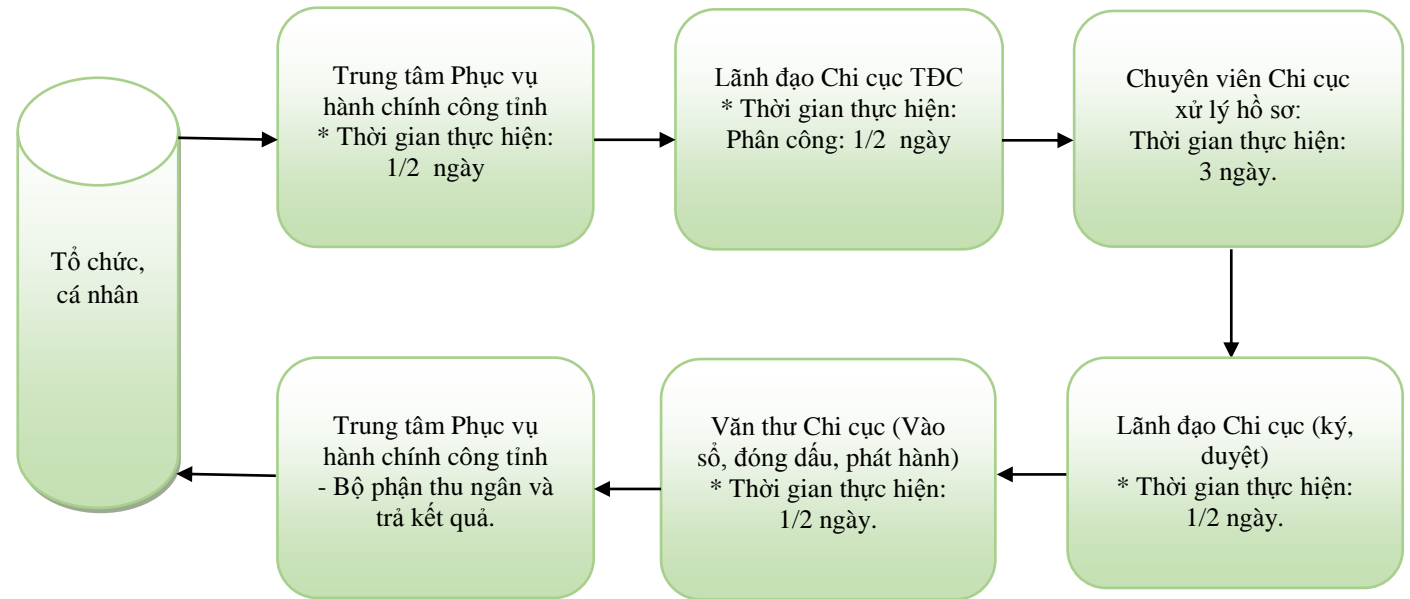 Tổ chức,
cá nhân
Trung tâm Phục vụ
hành chính công tỉnh
* Thời gian thực hiện:
1/2 ngày
Lãnh đạo Chi cục TĐC
* Thời gian thực hiện:
Phân công: 1/2 ngày
Chuyên viên Chi cục
xử lý hồ sơ:
Thời gian thực hiện:
3 ngày.
Lãnh đạo Chi cục (ký,
duyệt)
* Thời gian thực hiện:
1/2 ngày.
Văn thư Chi cục (Vào
sổ, đóng dấu, phát hành)
* Thời gian thực hiện:
1/2 ngày.
Trung tâm Phục vụ
hành chính công tỉnh
- Bộ phận thu ngân và
trả kết quả.